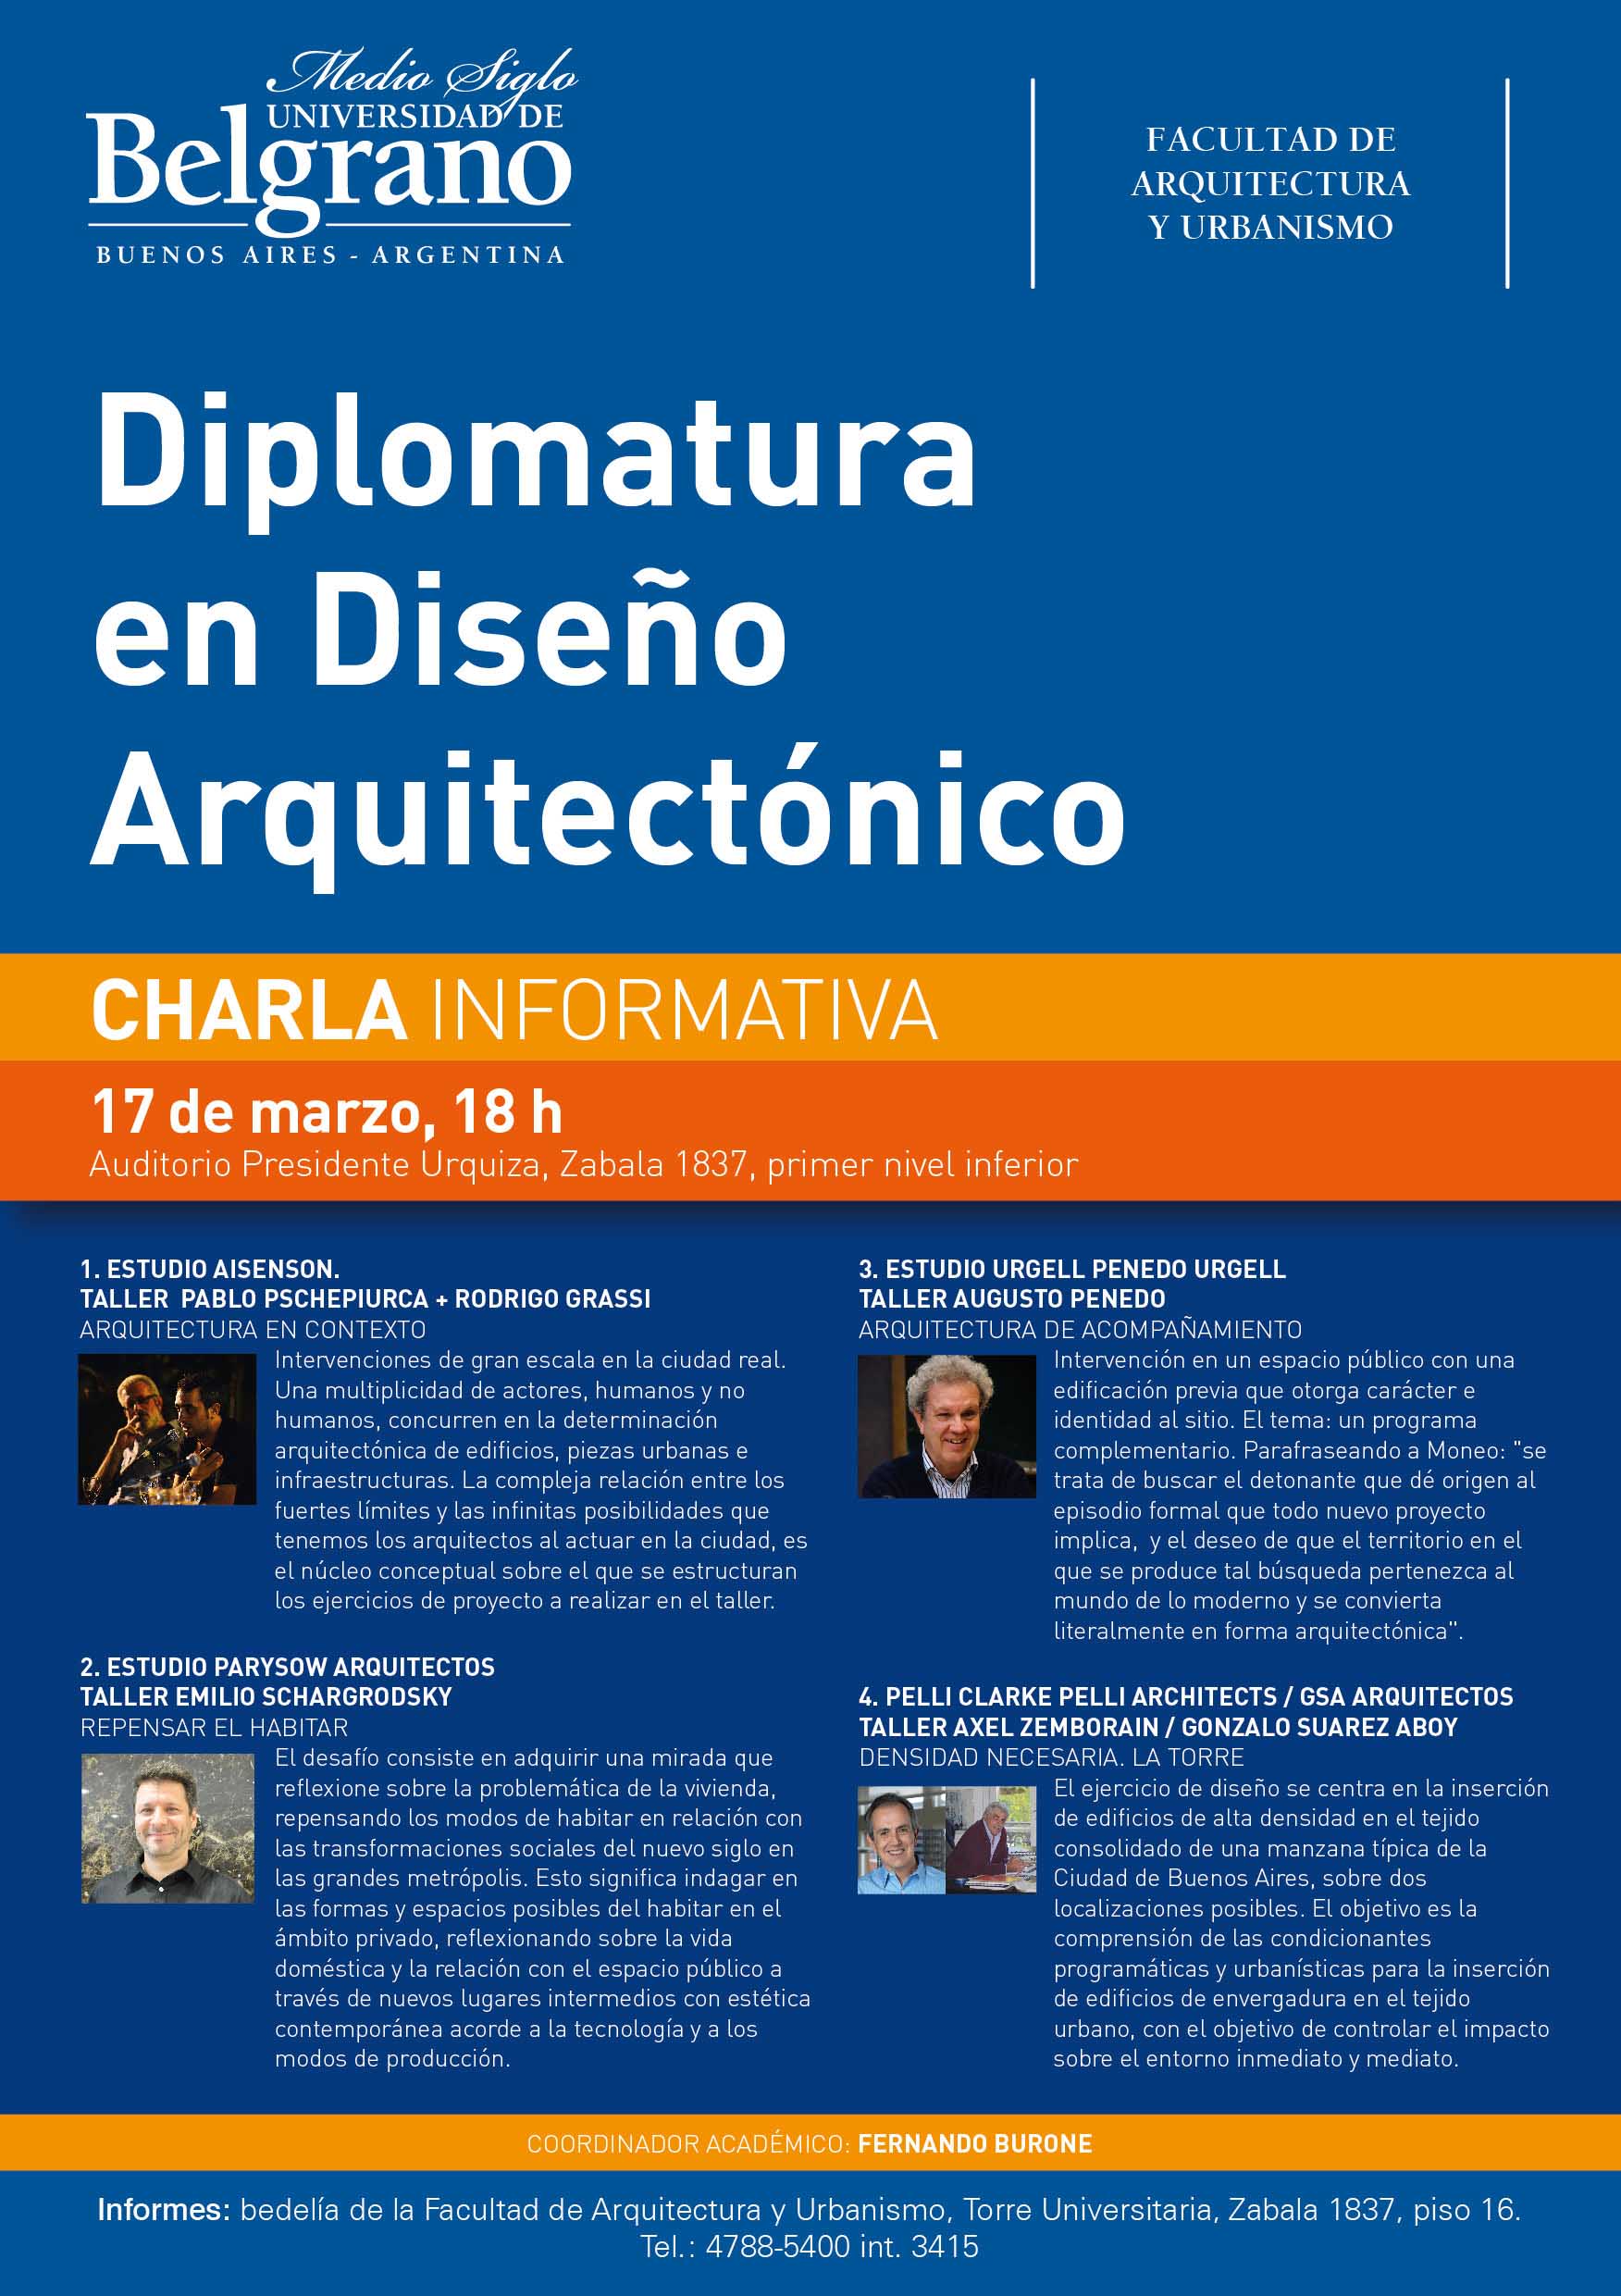 Medio Siglo
UNIVERSIDAD DE
Belgrano
BUENOS AIRES - ARGENTINA
FACULTAD DE
ARQUITECTURA
Y URBANISMO
Diplomatura
en Diseño
Arquitectónico
CHARLA INFORMATIVA
17 de marzo, 18 h
Auditorio Presidente Urquiza, Zabala 1837, primer nivel inferior
1. ESTUDIO AISENSON.
TALLER  PABLO PSCHEPIURCA + RODRIGO GRASSI
ARQUITECTURA EN CONTEXTO
Intervenciones de gran escala en la ciudad real.
Una multiplicidad de actores, humanos y no
humanos, concurren en la determinación
arquitectónica de edificios, piezas urbanas e
infraestructuras. La compleja relación entre los
fuertes límites y las infinitas posibilidades que
tenemos los arquitectos al actuar en la ciudad, es
el núcleo conceptual sobre el que se estructuran
los ejercicios de proyecto a realizar en el taller.
2. ESTUDIO PARYSOW ARQUITECTOS
TALLER EMILIO SCHARGRODSKY
REPENSAR EL HABITAR
El desafío consiste en adquirir una mirada que
reflexione sobre la problemática de la vivienda,
repensando los modos de habitar en relación con
las transformaciones sociales del nuevo siglo en
las grandes metrópolis. Esto significa indagar en
las formas y espacios posibles del habitar en el
ámbito privado, reflexionando sobre la vida
doméstica y la relación con el espacio público a
través de nuevos lugares intermedios con estética
contemporánea acorde a la tecnología y a los
modos de producción.
3. ESTUDIO URGELL PENEDO URGELL
TALLER AUGUSTO PENEDO
ARQUITECTURA DE ACOMPAÑAMIENTO
Intervención en un espacio público con una
edificación previa que otorga carácter e
identidad al sitio. El tema: un programa
complementario. Parafraseando a Moneo: "se
trata de buscar el detonante que dé origen al
episodio formal que todo nuevo proyecto
implica,  y el deseo de que el territorio en el
que se produce tal búsqueda pertenezca al
mundo de lo moderno y se convierta
literalmente en forma arquitectónica".
4. PELLI CLARKE PELLI ARCHITECTS / GSA ARQUITECTOS
TALLER AXEL ZEMBORAIN / GONZALO SUAREZ ABOY
DENSIDAD NECESARIA. LA TORRE
El ejercicio de diseño se centra en la inserción
de edificios de alta densidad en el tejido
consolidado de una manzana típica de la
Ciudad de Buenos Aires, sobre dos
localizaciones posibles. El objetivo es la
comprensión de las condicionantes
programáticas y urbanísticas para la inserción
de edificios de envergadura en el tejido
urbano, con el objetivo de controlar el impacto
sobre el entorno inmediato y mediato.
COORDINADOR ACADÉMICO: FERNANDO BURONE
Informes: bedelía de la Facultad de Arquitectura y Urbanismo, Torre Universitaria, Zabala 1837, piso 16.
Tel.: 4788-5400 int. 3415